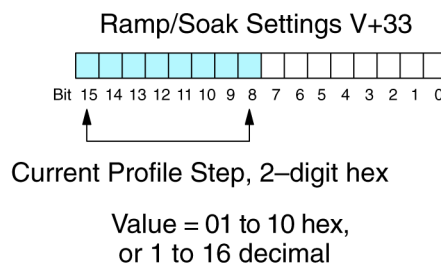 Ramp/Soak Settings V+33
Bit 15 14 13 12 11 10 9 8 7 6 5 4 3 2 1 0
Current Profile Step, 2–digit hex
Value = 01 to 10 hex,
or 1 to 16 decimal